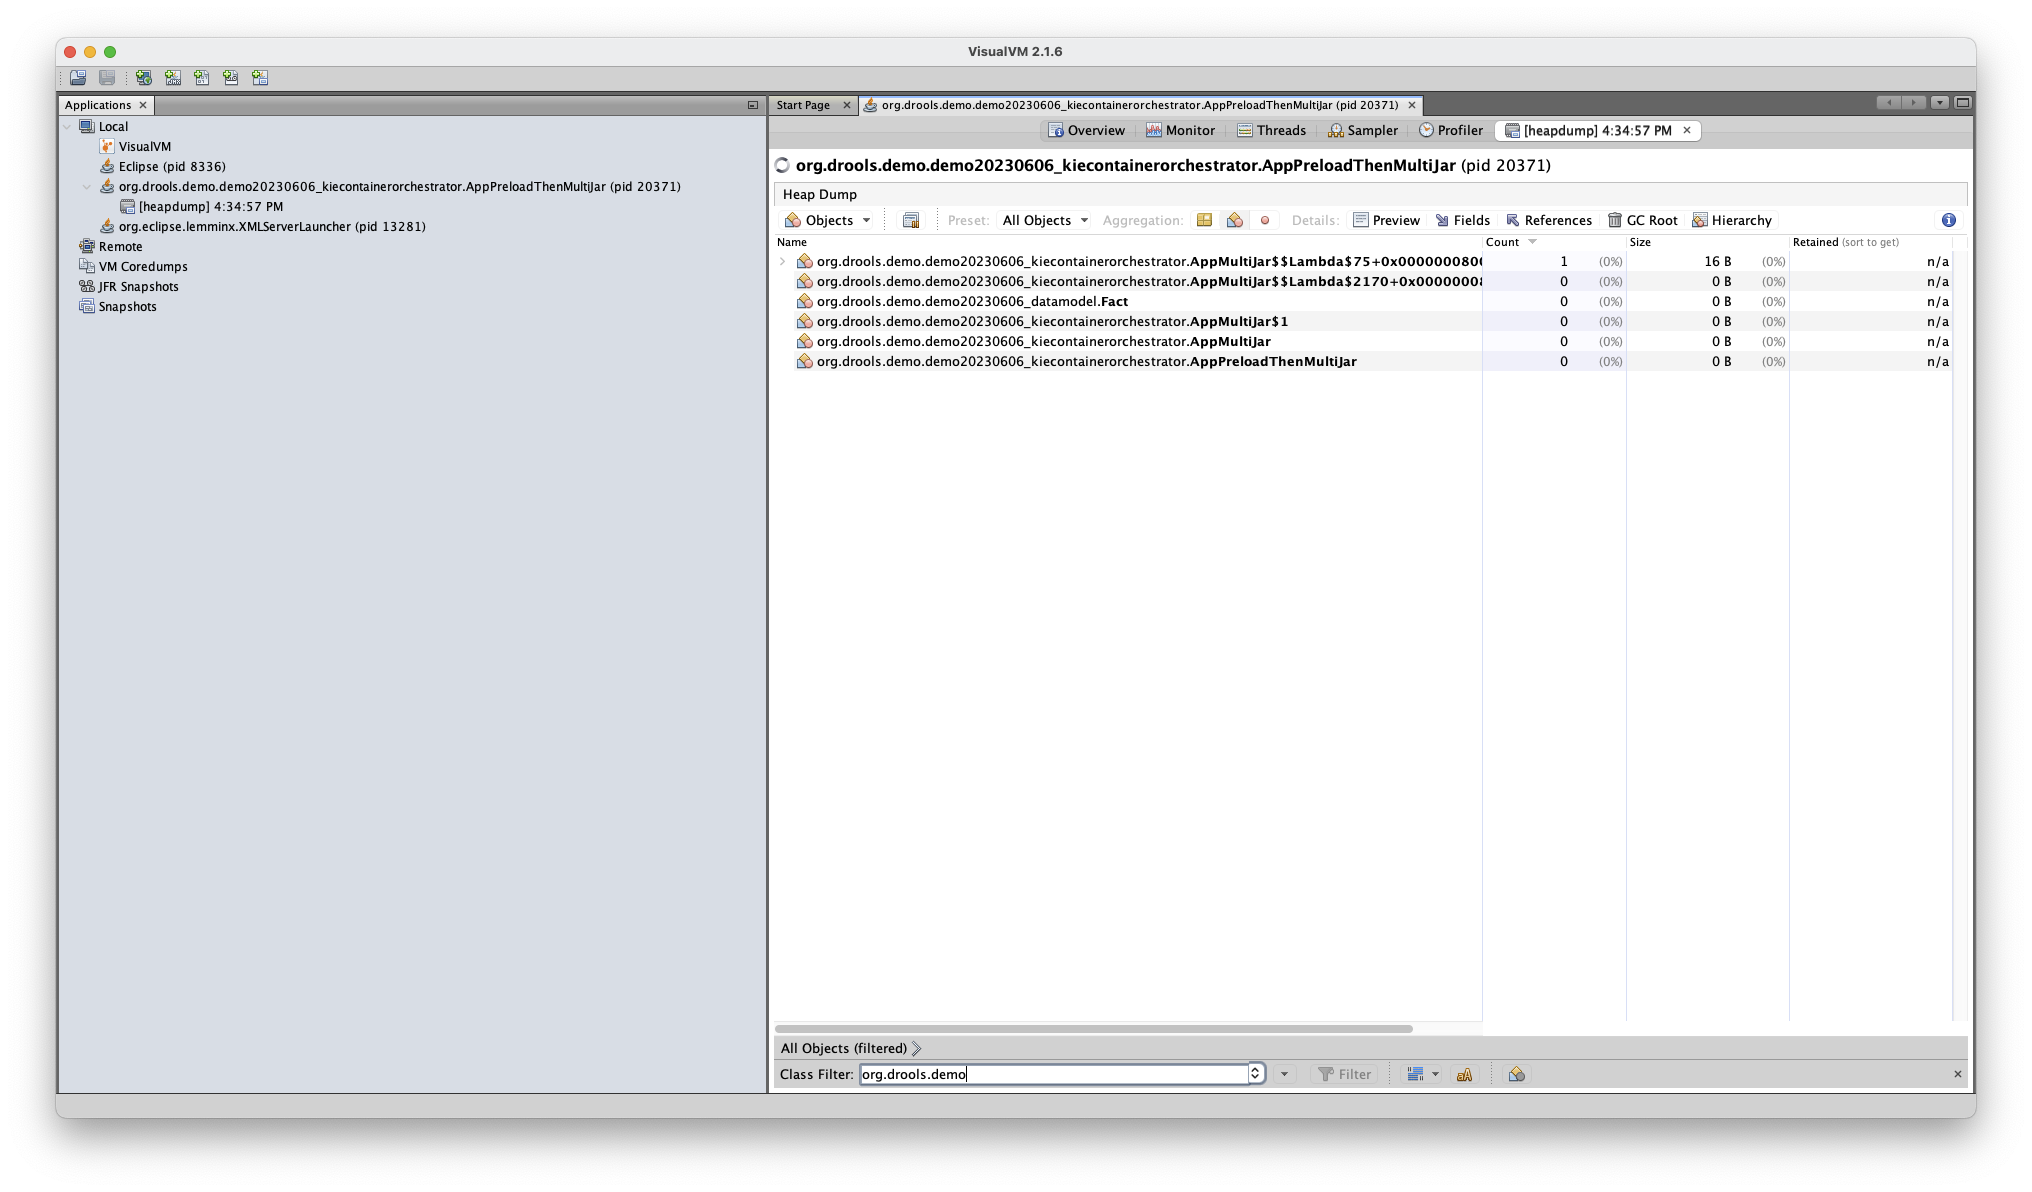 VisualVM 2.1.6
Applications
Start Page
org.drools.demo.demo20230606_kiecontainerorchestrator.AppPreloadThenMultiJar (pid 20371)
Local
VisualVM
Eclipse (pid 8336)
org.drools.demo.demo20230606_kiecontainerorchestrator.AppPreloadThenMultiJar (pid 20371)
[heapdump] 4:34:57 PM
org.eclipse.lemminx.XMLServerLauncher (pid 13281)
Remote
VM Coredumps
JFR Snapshots
Snapshots
Overview Monitor Threads Sampler Profiler [heapdump] 4:34:57 PM
org.drools.demo.demo20230606_kiecontainerorchestrator.AppPreloadThenMultiJar (pid 20371)
Heap Dump
Objects Preset: All Objects Aggregation: Details: Preview Fields References GC Root Hierarchy
Name Count Size Retained (sort to get)
org.drools.demo.demo20230606_kiecontainerorchestrator.AppMultiJar$$Lambda$75+0x0000000800 1 (0%) 16 B (0%) n/a
org.drools.demo.demo20230606_kiecontainerorchestrator.AppMultiJar$$Lambda$2170+0x00000008 0 (0%) 0 B (0%) n/a
org.drools.demo.demo20230606_datamodel.Fact 0 (0%) 0 B (0%) n/a
org.drools.demo.demo20230606_kiecontainerorchestrator.AppMultiJar$1 0 (0%) 0 B (0%) n/a
org.drools.demo.demo20230606_kiecontainerorchestrator.AppMultiJar 0 (0%) 0 B (0%) n/a
org.drools.demo.demo20230606_kiecontainerorchestrator.AppPreloadThenMultiJar 0 (0%) 0 B (0%) n/a
All Objects (filtered)
Class Filter: org.drools.demo Filter aA